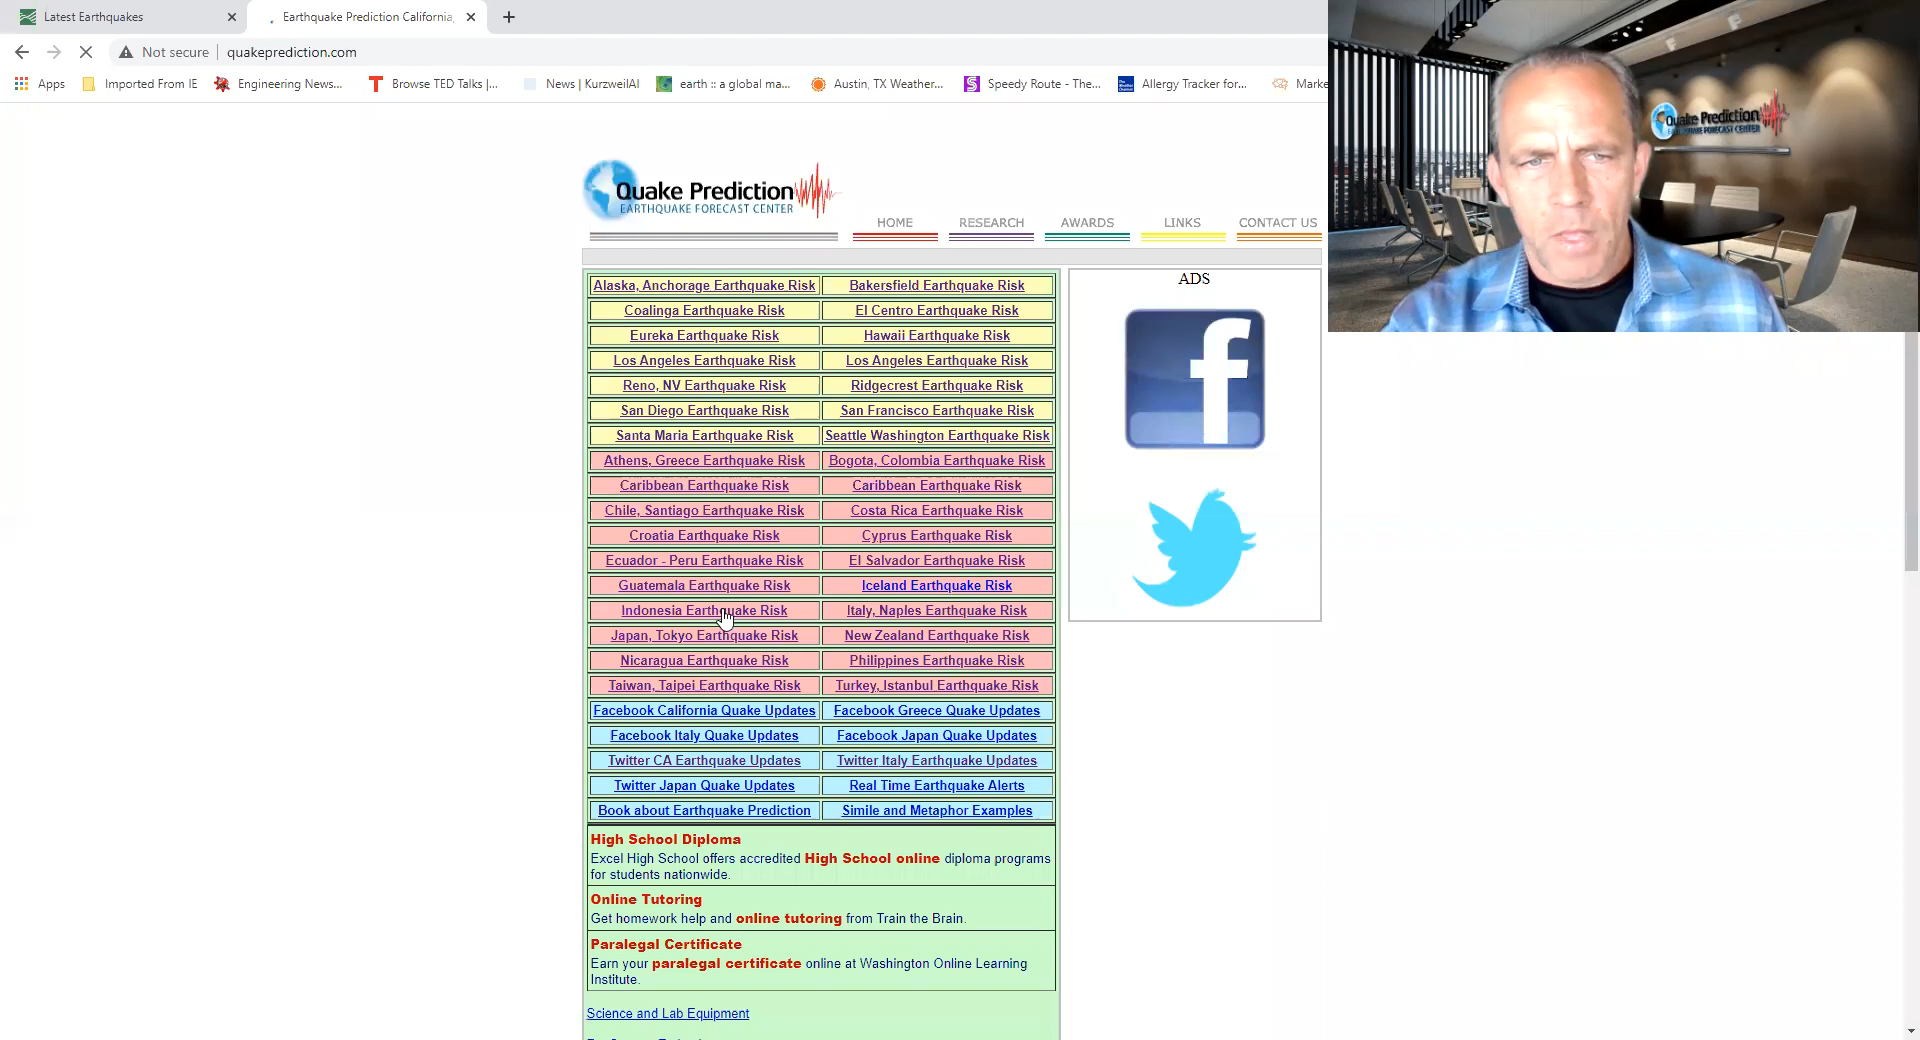 Latest Earthquakes
Earthquake Prediction California,
Not secure quakeprediction.com
Apps Imported From IE Engineering News... Browse TED Talks |... News | KurzweilAI earth :: a global ma... Austin, TX Weather... Speedy Route - The... Allergy Tracker for... Marke
Quake Prediction
EARTHQUAKE FORECAST CENTER
Quake Prediction
EARTHQUAKE FORECAST CENTER
HOME RESEARCH AWARDS LINKS CONTACT US
Alaska, Anchorage Earthquake Risk Bakersfield Earthquake Risk
Coalinga Earthquake Risk El Centro Earthquake Risk
Eureka Earthquake Risk Hawaii Earthquake Risk
Los Angeles Earthquake Risk Los Angeles Earthquake Risk
Reno, NV Earthquake Risk Ridgecrest Earthquake Risk
San Diego Earthquake Risk San Francisco Earthquake Risk
Santa Maria Earthquake Risk Seattle Washington Earthquake Risk
Athens, Greece Earthquake Risk Bogota, Colombia Earthquake Risk
Caribbean Earthquake Risk Caribbean Earthquake Risk
Chile, Santiago Earthquake Risk Costa Rica Earthquake Risk
Croatia Earthquake Risk Cyprus Earthquake Risk
Ecuador - Peru Earthquake Risk El Salvador Earthquake Risk
Guatemala Earthquake Risk Iceland Earthquake Risk
Indonesia Earthquake Risk Italy, Naples Earthquake Risk
Japan, Tokyo Earthquake Risk New Zealand Earthquake Risk
Nicaragua Earthquake Risk Philippines Earthquake Risk
Taiwan, Taipei Earthquake Risk Turkey, Istanbul Earthquake Risk
Facebook California Quake Updates Facebook Greece Quake Updates
Facebook Italy Quake Updates Facebook Japan Quake Updates
Twitter CA Earthquake Updates Twitter Italy Earthquake Updates
Twitter Japan Quake Updates Real Time Earthquake Alerts
Book about Earthquake Prediction Simile and Metaphor Examples
High School Diploma
Excel High School offers accredited High School online diploma programs
for students nationwide.
Online Tutoring
Get homework help and online tutoring from Train the Brain.
Paralegal Certificate
Earn your paralegal certificate online at Washington Online Learning
Institute.
Science and Lab Equipment
ADS